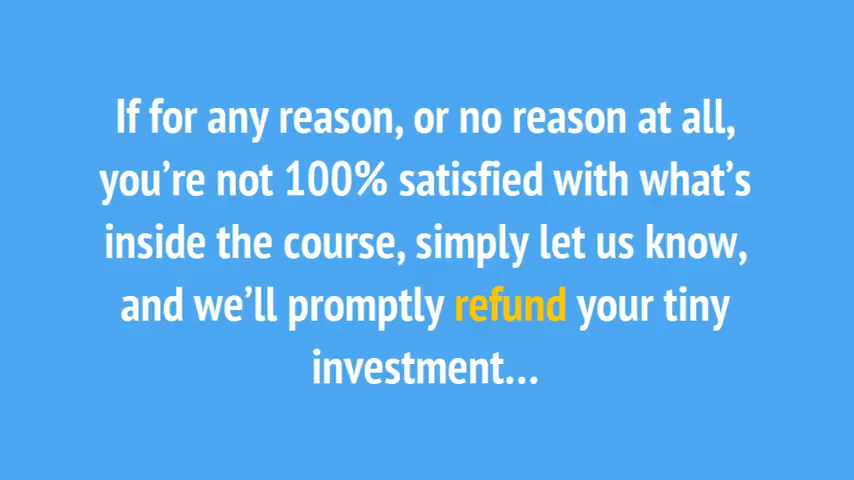 If for any reason, or no reason at all,
you’re not 100% satisfied with what’s
inside the course, simply let us know,
and we’ll promptly refund your tiny
investment...